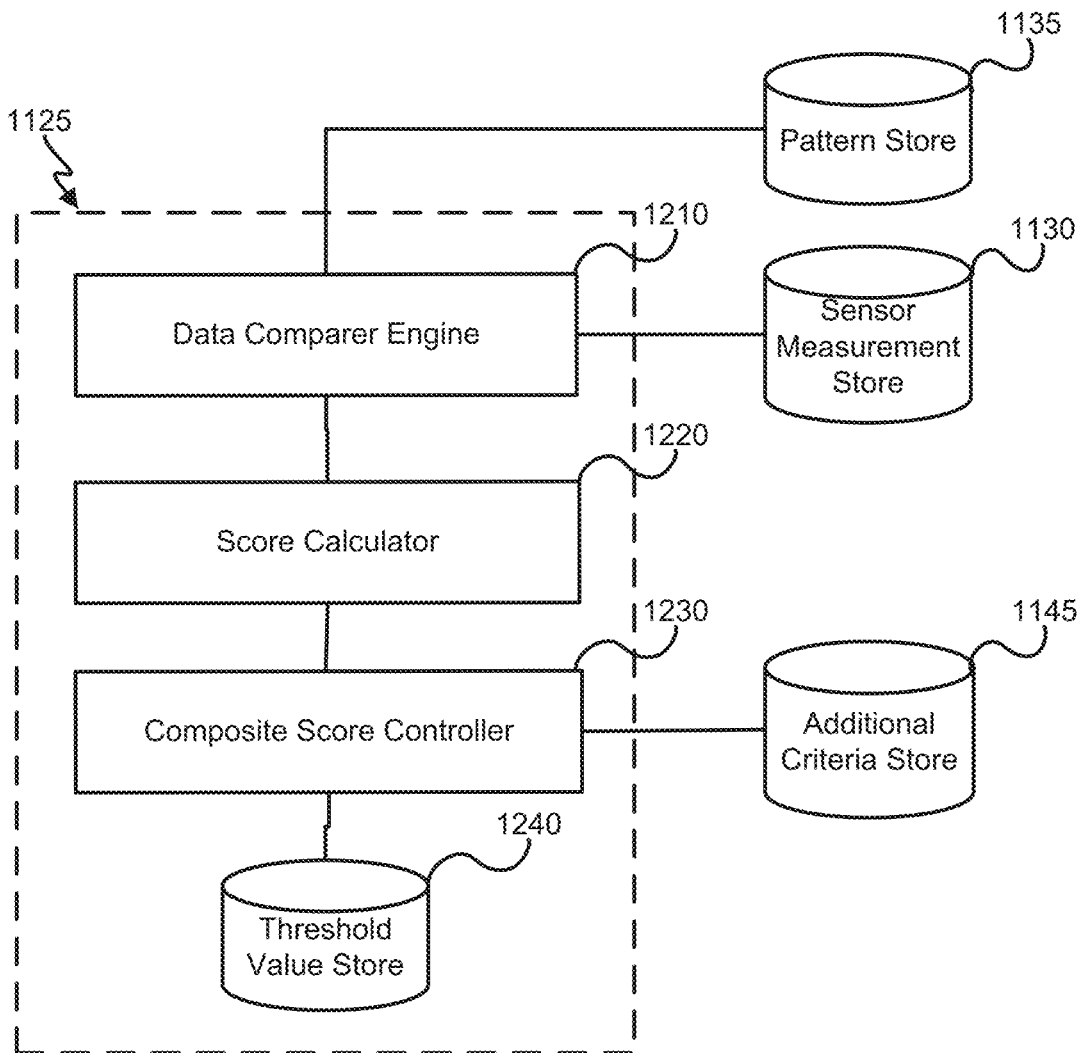 1135
Pattern Store
1125
1210
Data Comparer Engine
1130
Sensor
Measurement
Store
1220
Score Calculator
1230
Composite Score Controller
1145
Additional
Criteria Store
1240
Threshold
Value Store